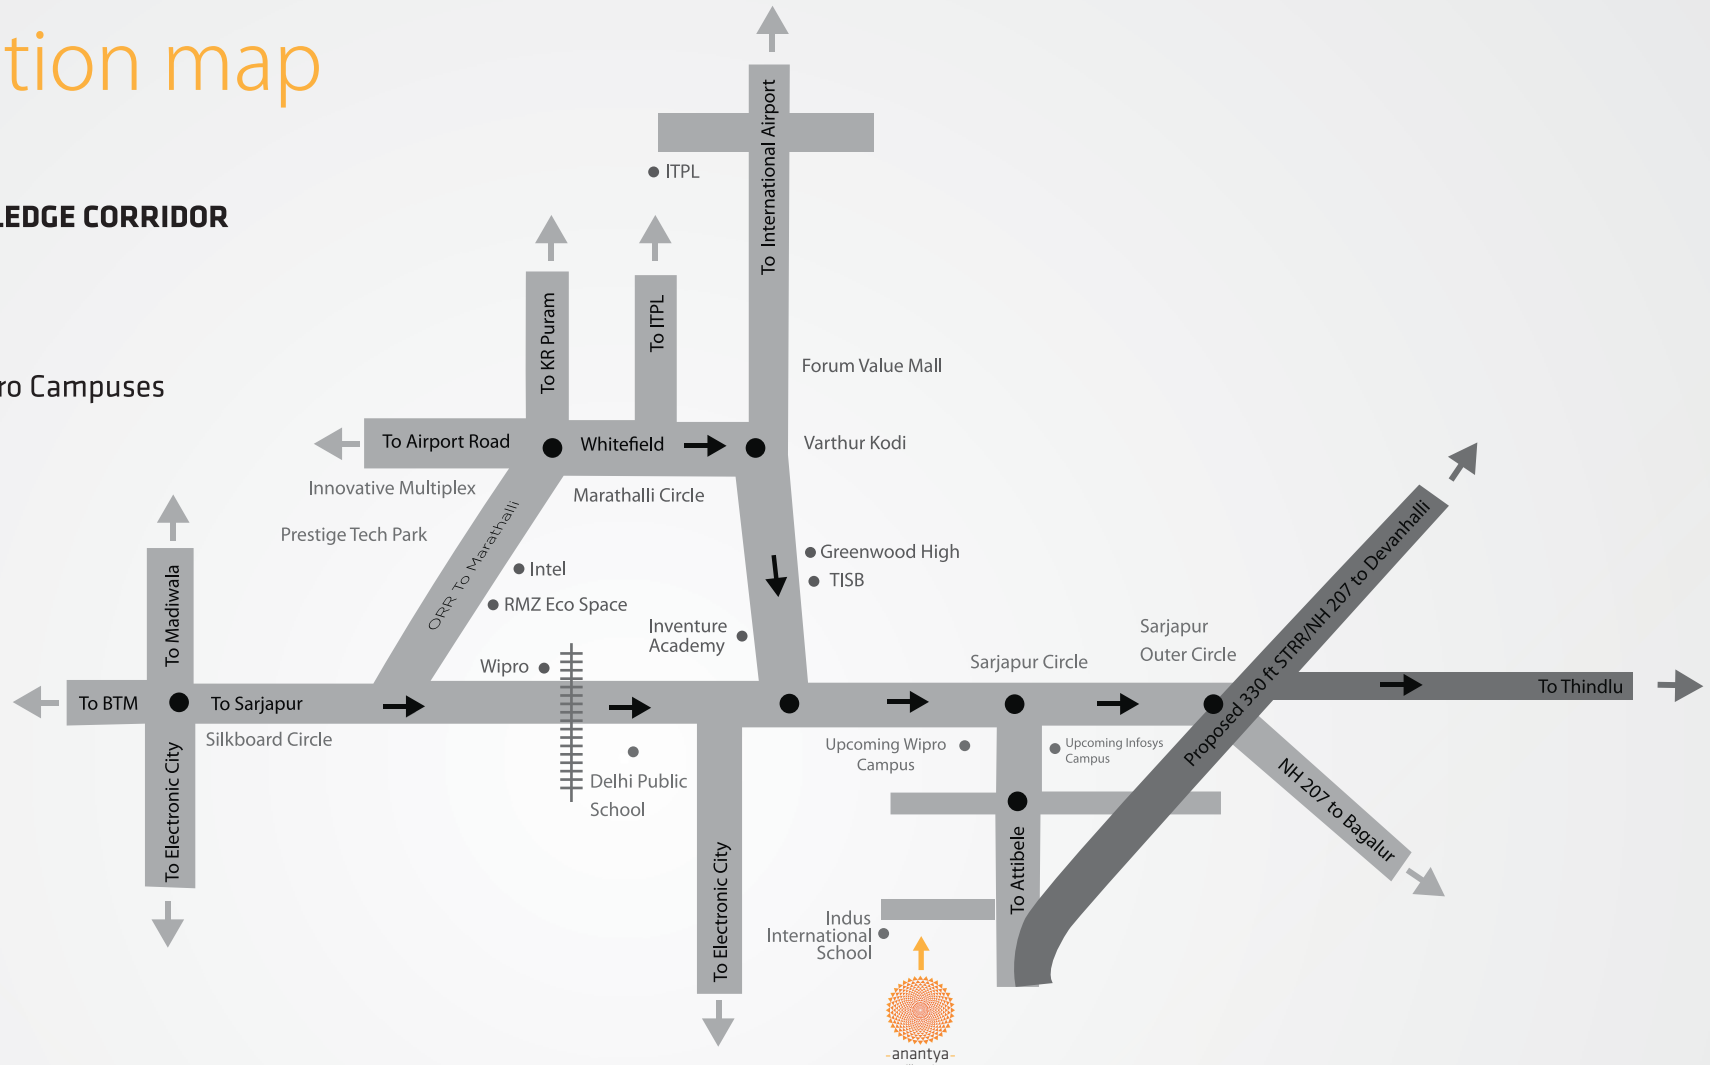 tion map
LEDGE CORRIDOR
ro Campuses
To International Airport
ITPL
To KR Puram
To ITPL
Forum Value Mall
To Airport Road
Whitefield
Varthur Kodi
Innovative Multiplex
Marathalli Circle
Prestige Tech Park
ORR To Marathalli
Intel
RMZ Eco Space
Greenwood High
TISB
Inventure
Academy
Wipro
To Madiwala
To BTM
To Sarjapur
Silkboard Circle
To Electronic City
Delhi Public
School
To Electronic City
Sarjapur Circle
Sarjapur
Outer Circle
Proposed 330 ft STRR/NH 207 to Devanhalli
To Thindlu
NH 207 to Bagalur
Upcoming Wipro
Campus
Upcoming Infosys
Campus
To Attibele
Indus
International
School
anantya